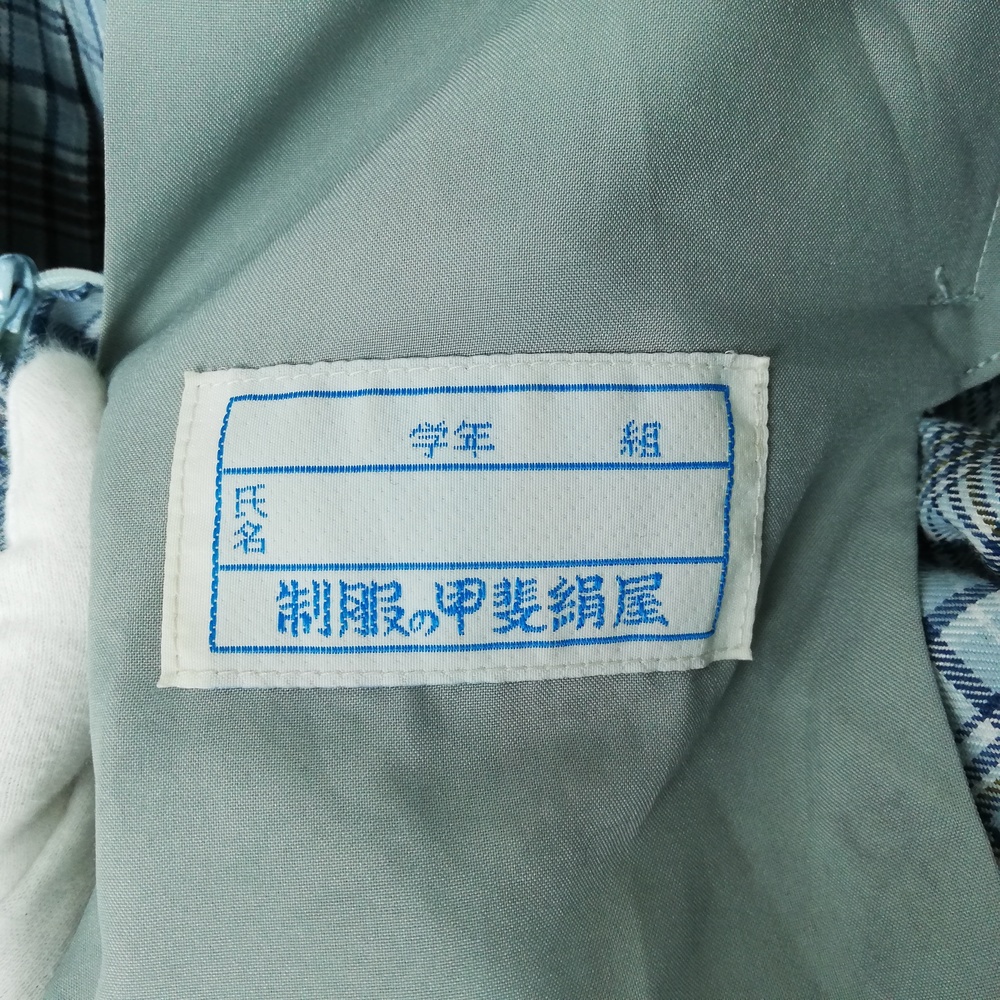 学年 組
氏名
制服の甲斐絹屋